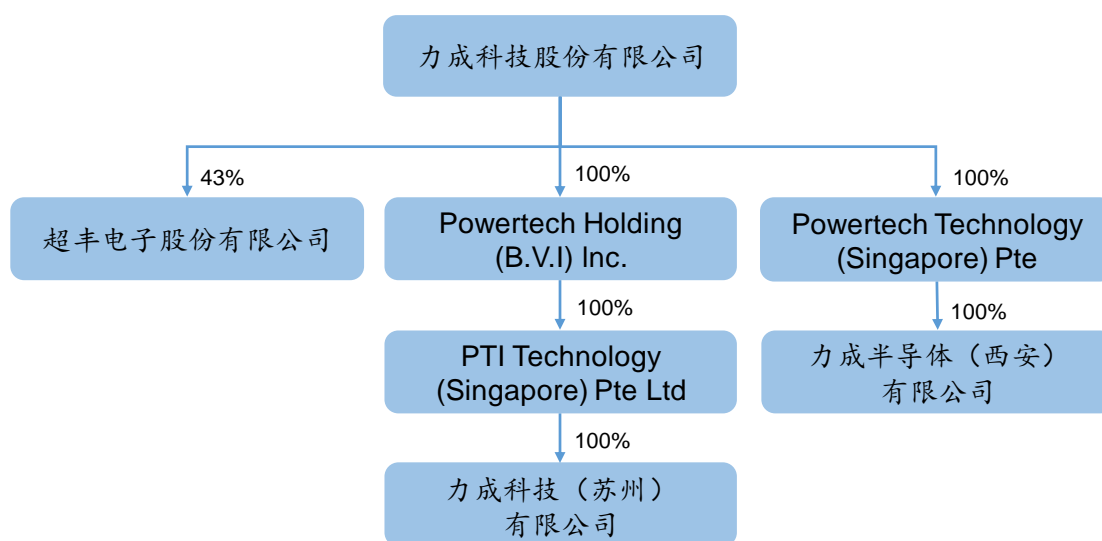 力成科技股份有限公司
43%
100%
100%
超丰电子股份有限公司
Powertech Holding
(B.V.I) Inc.
Powertech Technology
(Singapore) Pte
100%
100%
PTI Technology
(Singapore) Pte Ltd
力成半导体（西安）
有限公司
100%
力成科技（苏州）
有限公司